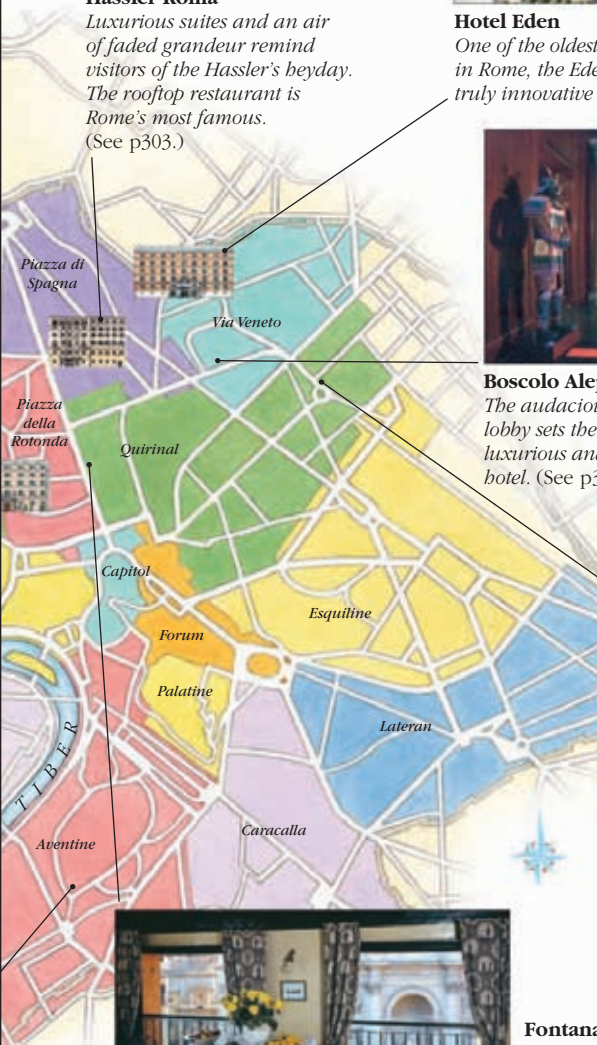 Hassler Roma
Luxurious suites and an air
of faded grandeur remind
visitors of the Hassler's heyday.
The rooftop restaurant is
Rome's most famous.
(See p303.)
Hotel Eden
One of the oldest
in Rome, the Ede
truly innovative
Piazza di
Spagna
Via Veneto
Piazza
della
Rotonda
Quirinal
Boscolo Alep
The audaciou
lobby sets the
luxurious and
hotel. (See p3
Capitol
Esquiline
Forum
Palatine
Lateran
TIBER
Caracalla
Aventine
Fontana